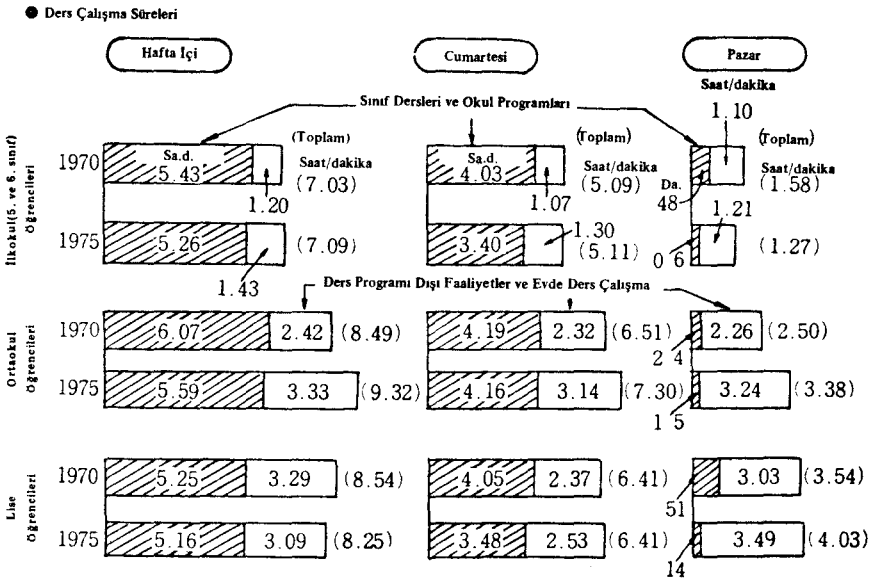 ● Ders Çalışma Süreleri
Hafta İçi
Cumartesi
Pazar
Saat/dakika
Sınıf Dersleri ve Okul Programları
1.10
İlkokul(5. ve 6. sınıf)
Öğrencileri
1970
Sa.d.
5.43
1.20
(Toplam)
Saat/dakika
(7.03)
Sa.d.
4.03
1.07
(Toplam)
Saat/dakika
(5.09)
Da.
48
(Toplam)
Saat/dakika
(1.58)
1975
5.26
1.43
(7.09)
3.40
1.30
(5.11)
0 6
1.21
(1.27)
Ders Programı Dışı Faaliyetler ve Evde Ders Çalışma
Ortaokul
Öğrencileri
1970
6.07
2.42
(8.49)
4.19
2.32
(6.51)
2 4
2.26
(2.50)
1975
5.59
3.33
(9.32)
4.16
3.14
(7.30)
1 5
3.24
(3.38)
Lise
Öğrencileri
1970
5.25
3.29
(8.54)
4.05
2.37
(6.41)
51
3.03
(3.54)
1975
5.16
3.09
(8.25)
3.48
2.53
(6.41)
14
3.49
(4.03)